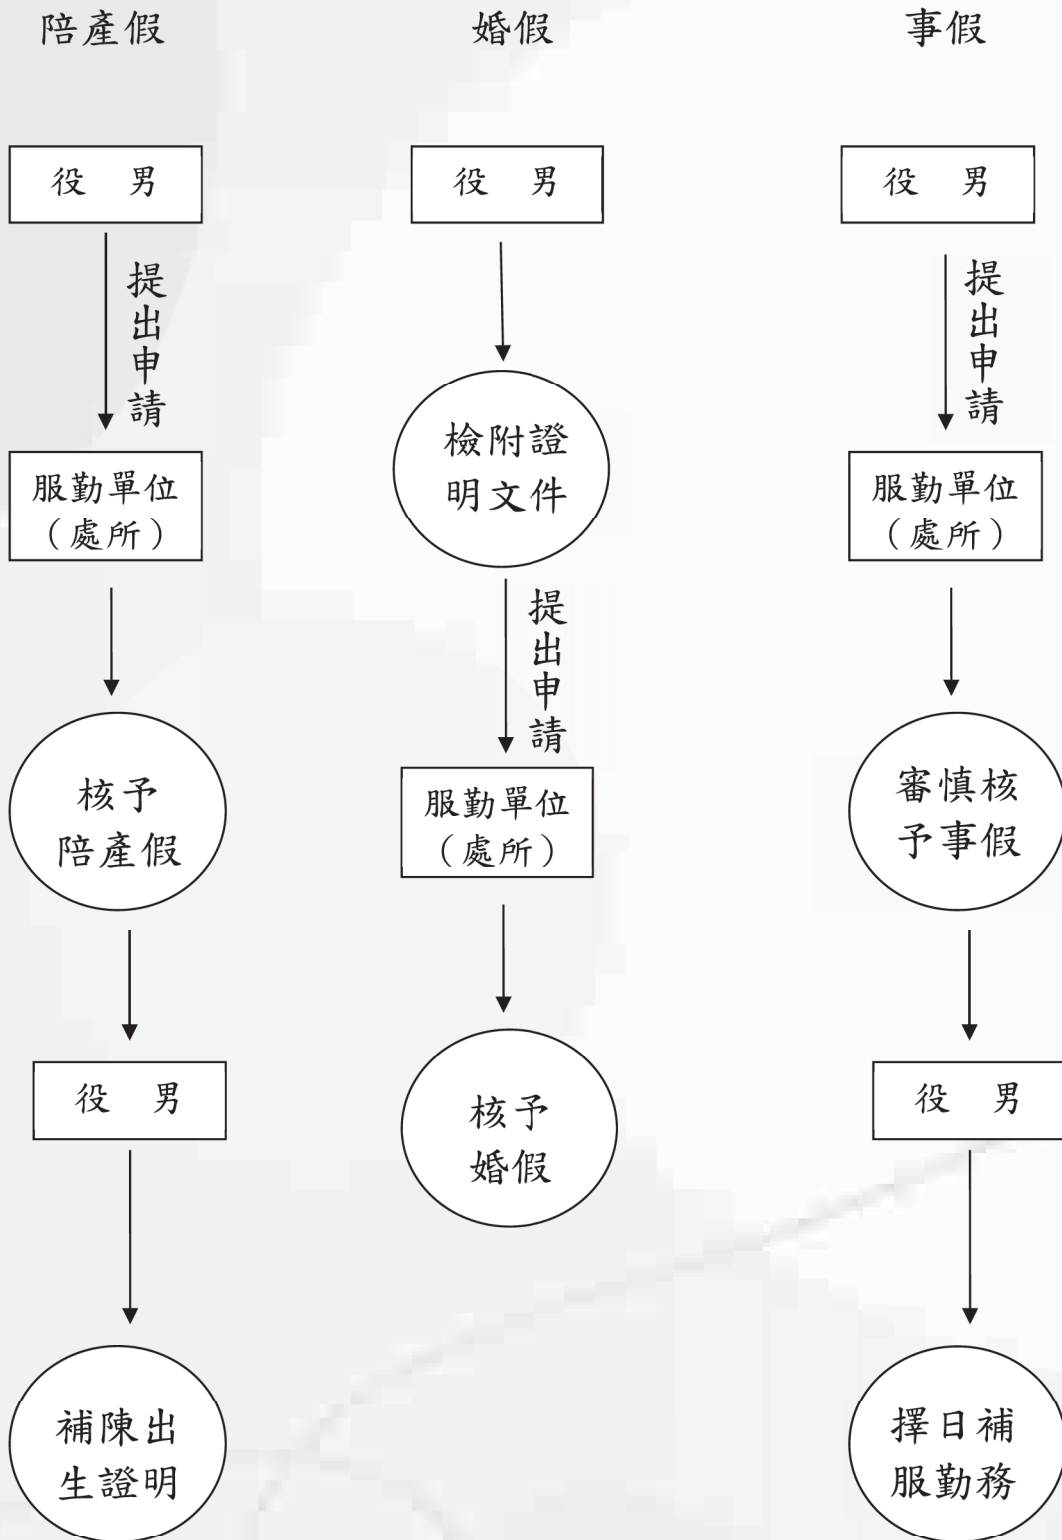 陪產假
役 男
提出申請
服勤單位
（處所）
核予
陪產假
役 男
補陳出
生證明
婚假
役 男
檢附證
明文件
提出申請
服勤單位
（處所）
核予
婚假
事假
役 男
提出申請
服勤單位
（處所）
審慎核
予事假
役 男
擇日補
服勤務